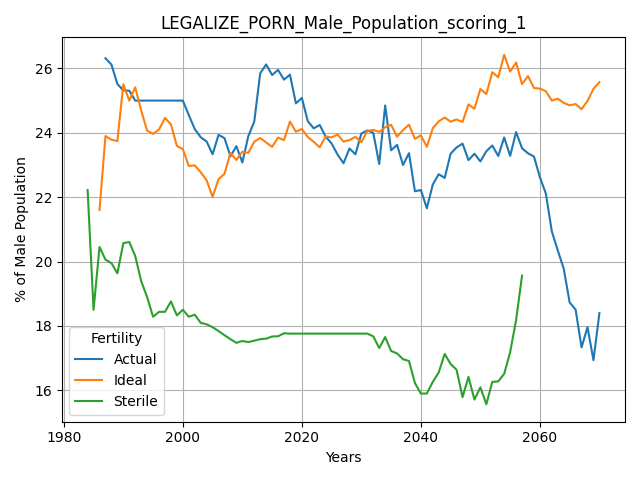 LEGALIZE_PORN_Male_Population_scoring_1
% of Male Population
26
24
22
20
18
16
Fertility
Actual
Ideal
Sterile
1980
2000
2020
2040
2060
Years